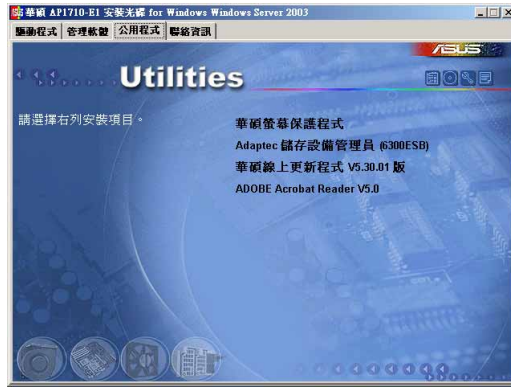 華碩 AP1710-E1 安裝光碟 for Windows Windows Server 2003
驅動程式 管理軟體 公用程式 聯絡資訊
ASUS
Utilities
請選擇右列安裝項目。
華碩螢幕保護程式
Adaptec 儲存設備管理員 (6300ESB)
華碩線上更新程式 V5.30.01 版
ADOBE Acrobat Reader V5.0